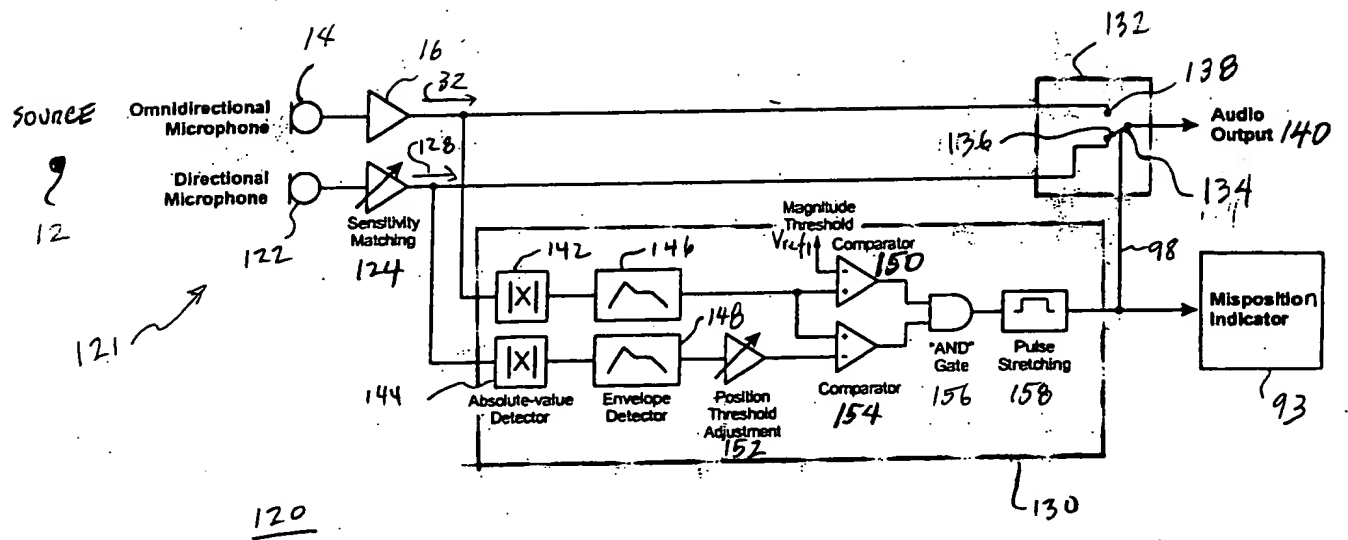 14
16
132
32
138
SOURCE
Omnidirectional
Microphone
Audio
Output 140
136
128
Directional
Microphone
134
12
122
Sensitivity
Matching
124
Magnitude
Threshold
Vref1
Comparator
150
142
146
98
|X|
Misposition
Indicator
121
148
|X|
144
Absolute-value
Detector
Envelope
Detector
Position
Threshold
Adjustment
152
Comparator
154
"AND"
Gate
156
Pulse
Stretching
158
93
130
120